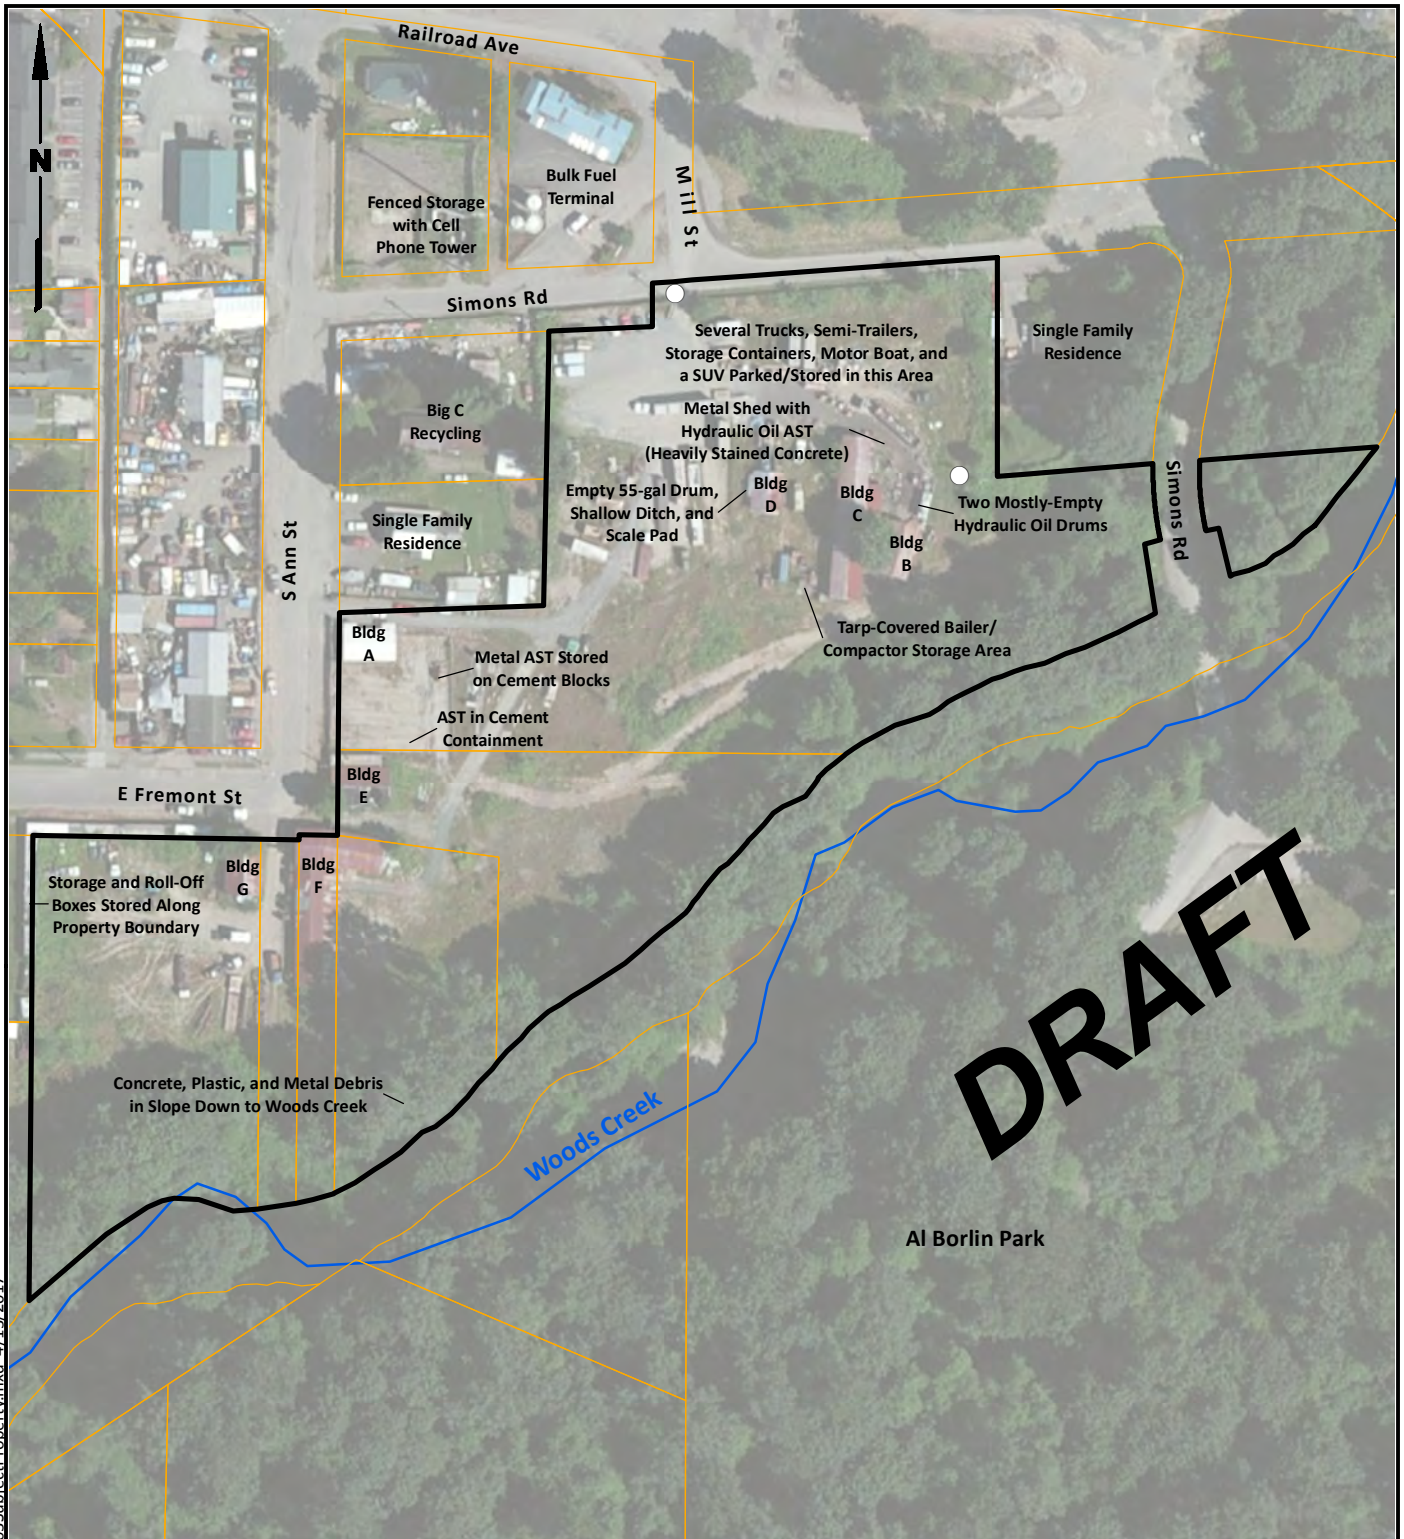 Railroad Ave
N
Bulk Fuel
Terminal
Mill St
Fenced Storage
with Cell
Phone Tower
Simons Rd
Several Trucks, Semi-Trailers,
Storage Containers, Motor Boat, and
a SUV Parked/Stored in this Area
Single Family
Residence
Big C
Recycling
Metal Shed with
Hydraulic Oil AST
(Heavily Stained Concrete)
Empty 55-gal Drum,
Shallow Ditch, and
Scale Pad
Bldg
D
Bldg
C
Two Mostly-Empty
Hydraulic Oil Drums
Simons Rd
Single Family
Residence
S Ann St
Bldg
B
Bldg
A
Tarp-Covered Bailer/
Compactor Storage Area
Metal AST Stored
on Cement Blocks
AST in Cement
Containment
Bldg
E
E Fremont St
Bldg
G
Bldg
F
Storage and Roll-Off
Boxes Stored Along
Property Boundary
DRAFT
Concrete, Plastic, and Metal Debris
in Slope Down to Woods Creek
Woods Creek
Al Borlin Park